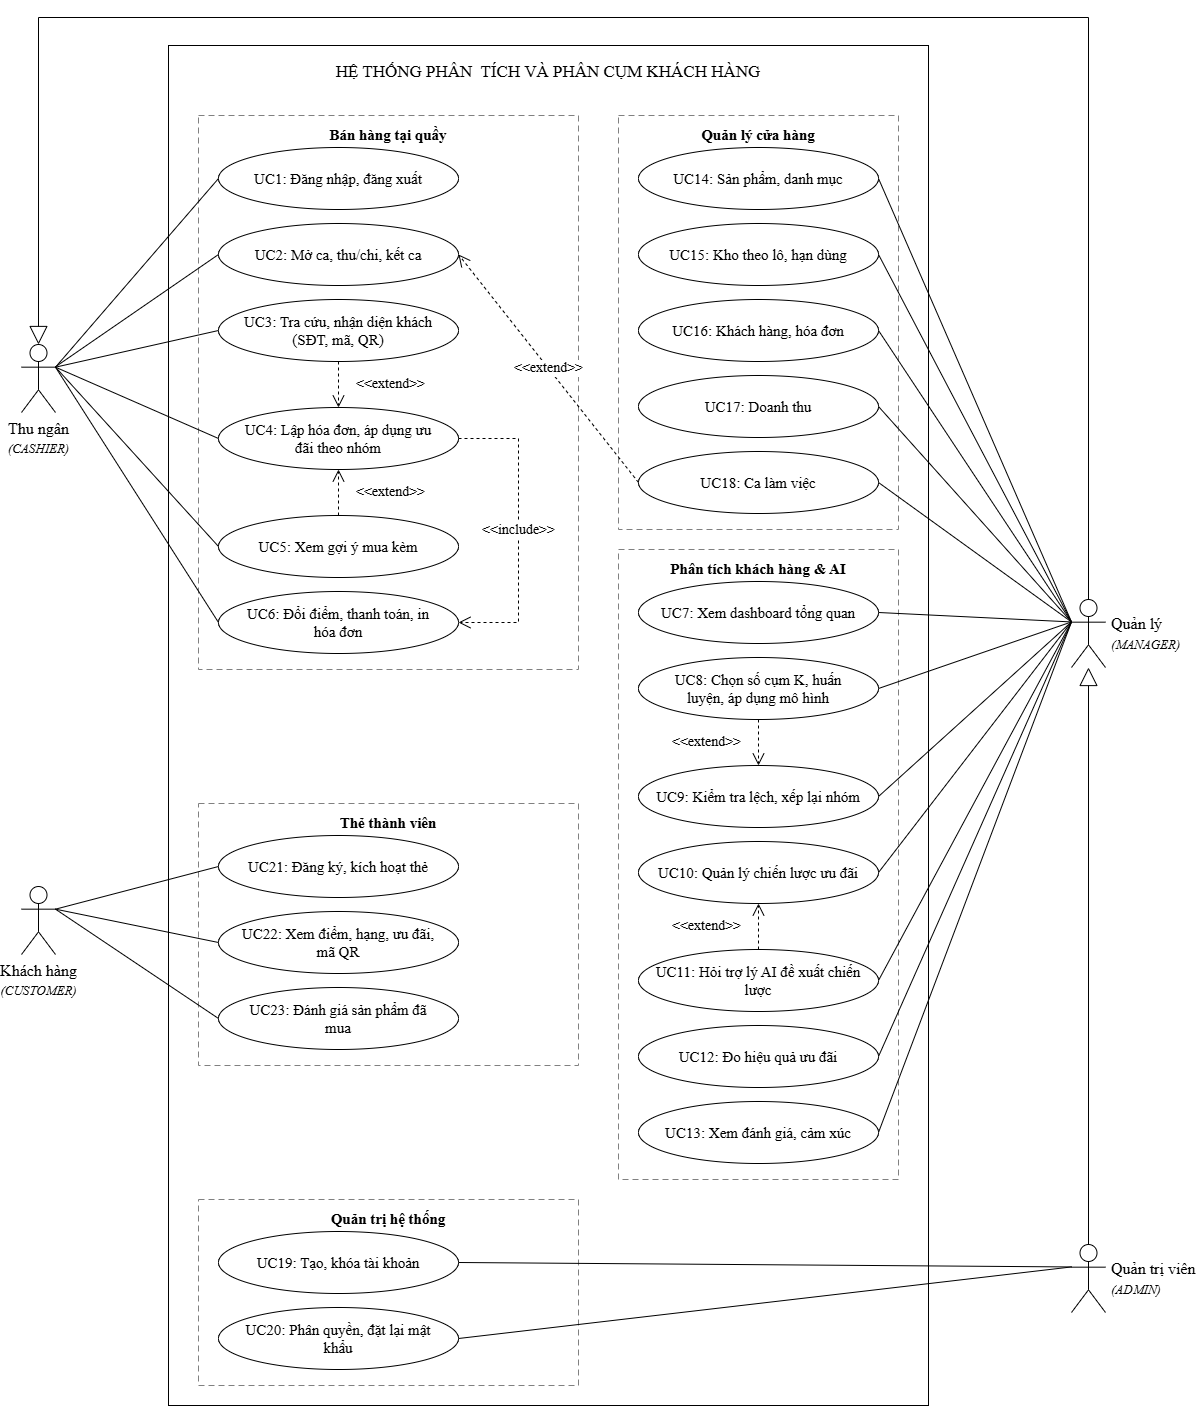 HỆ THỐNG PHÂN TÍCH VÀ PHÂN CỤM KHÁCH HÀNG
Bán hàng tại quầy
UC1: Đăng nhập, đăng xuất
UC2: Mở ca, thu/chi, kết ca
UC3: Tra cứu, nhận diện khách
(SĐT, mã, QR)
<<extend>>
UC4: Lập hóa đơn, áp dụng ưu
đãi theo nhóm
<<extend>>
<<include>>
UC5: Xem gợi ý mua kèm
UC6: Đổi điểm, thanh toán, in
hóa đơn
<<extend>>
Thu ngân
(CASHIER)
Quản lý cửa hàng
UC14: Sản phẩm, danh mục
UC15: Kho theo lô, hạn dùng
UC16: Khách hàng, hóa đơn
UC17: Doanh thu
UC18: Ca làm việc
Phân tích khách hàng & AI
UC7: Xem dashboard tổng quan
UC8: Chọn số cụm K, huấn
luyện, áp dụng mô hình
<<extend>>
UC9: Kiểm tra lệch, xếp lại nhóm
UC10: Quản lý chiến lược ưu đãi
<<extend>>
UC11: Hỏi trợ lý AI đề xuất chiến
lược
UC12: Đo hiệu quả ưu đãi
UC13: Xem đánh giá, cảm xúc
Quản lý
(MANAGER)
Thẻ thành viên
UC21: Đăng ký, kích hoạt thẻ
UC22: Xem điểm, hạng, ưu đãi,
mã QR
UC23: Đánh giá sản phẩm đã
mua
Khách hàng
(CUSTOMER)
Quản trị hệ thống
UC19: Tạo, khóa tài khoản
UC20: Phân quyền, đặt lại mật
khẩu
Quản trị viên
(ADMIN)